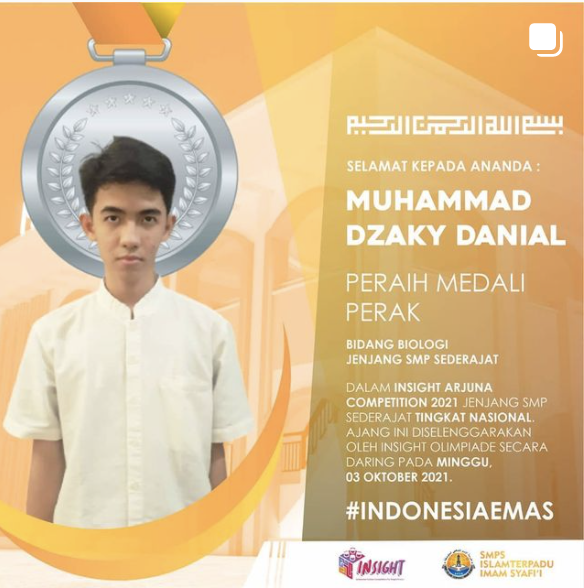 بسم الله الرحمن الرحيم
SELAMAT KEPADA ANANDA :
MUHAMMAD
DZAKY DANIAL
PERAIH MEDALI
PERAK
BIDANG BIOLOGI
JENJANG SMP SEDERAJAT
DALAM INSIGHT ARJUNA
COMPETITION 2021 JENJANG SMP
SEDERAJAT TINGKAT NASIONAL.
AJANG INI DISELENGGARAKAN
OLEH INSIGHT OLIMPIADE SECARA
DARING PADA MINGGU,
03 OKTOBER 2021.
#INDONESIAEMAS
INSIGHT
SMPS
ISLAMTERPADU
IMAM SYAFI'I